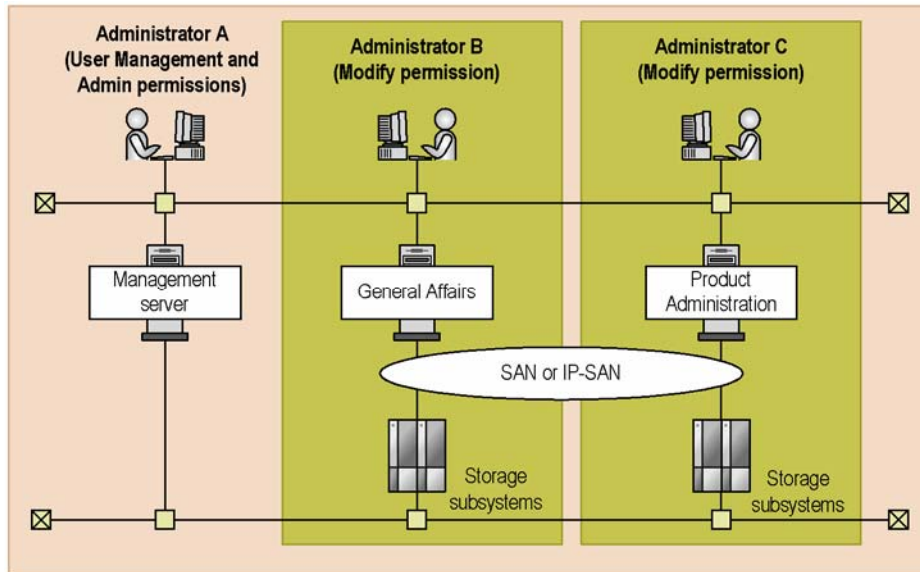 Administrator A
(User Management and
Admin permissions)
Administrator B
(Modify permission)
Administrator C
(Modify permission)
Management
server
General Affairs
Product
Administration
SAN or IP-SAN
Storage
subsystems
Storage
subsystems